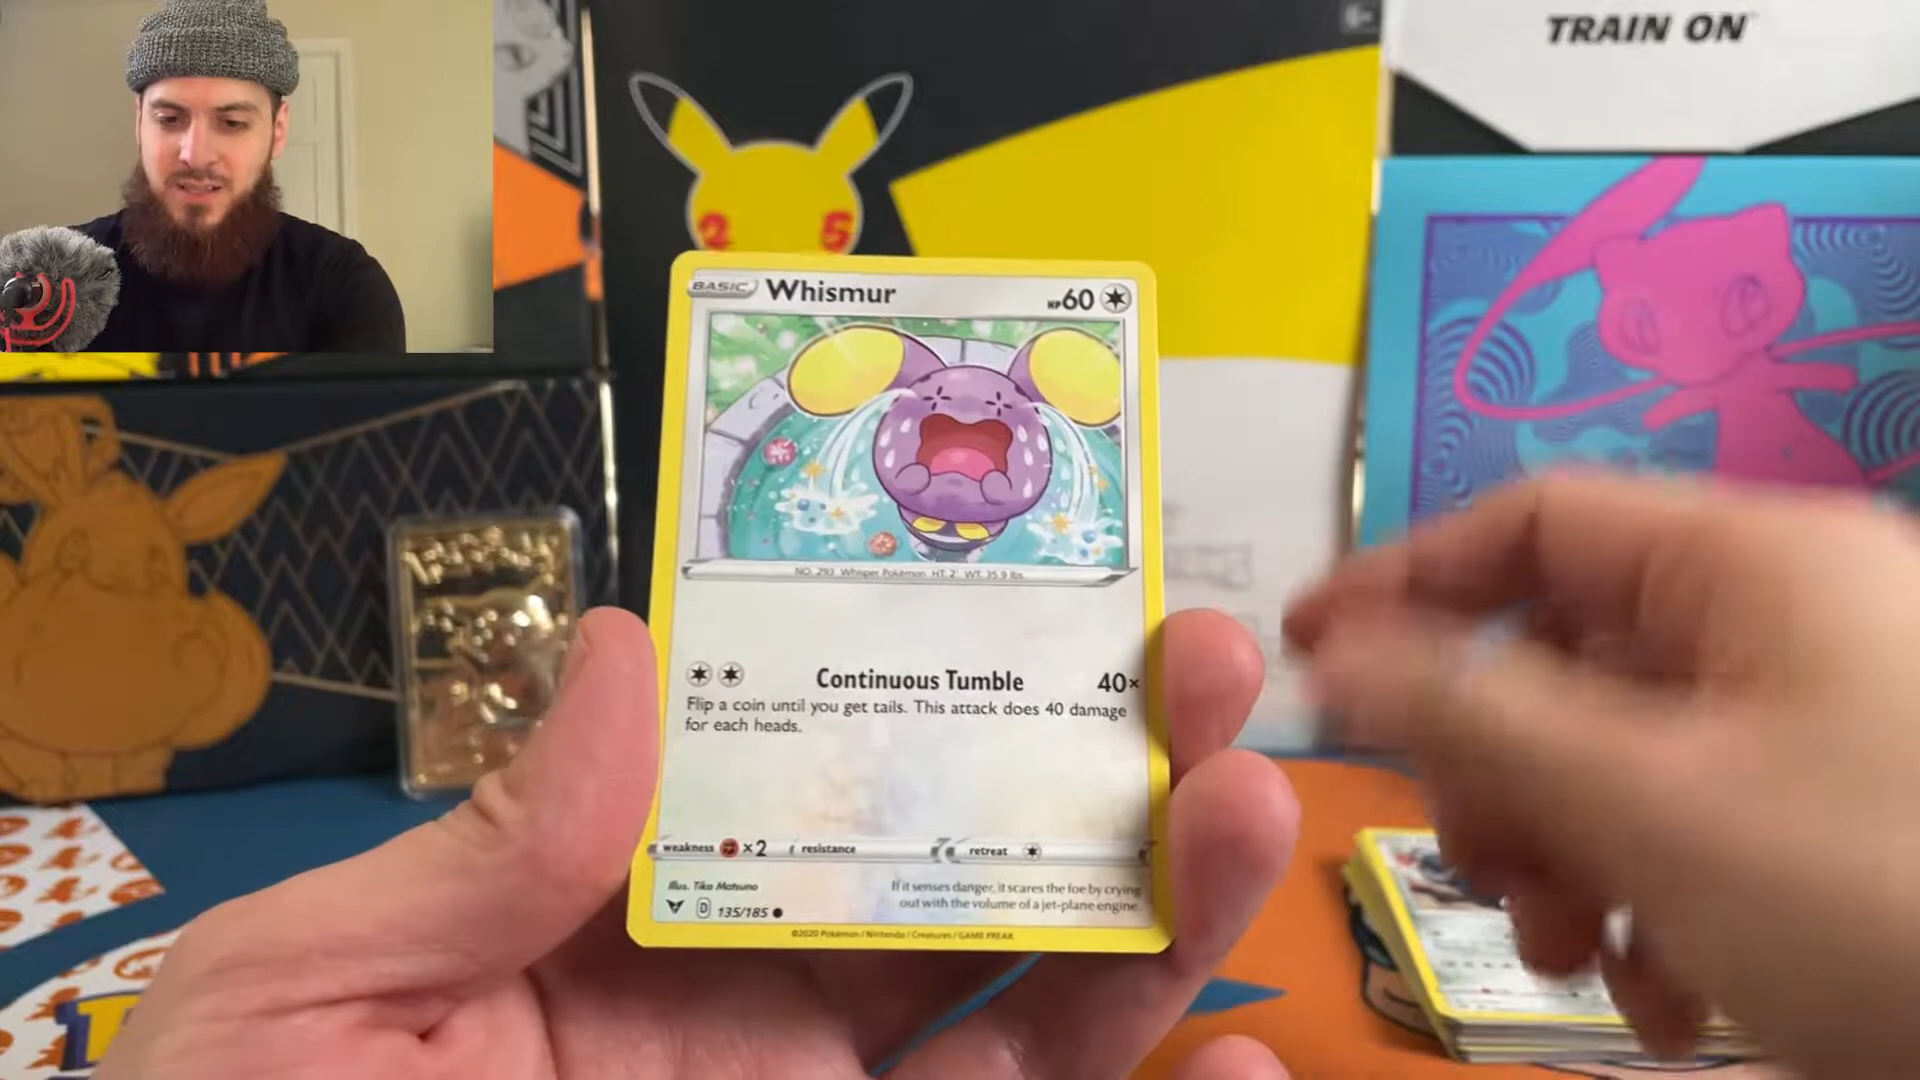 TRAIN ON
25
BASIC Whismur HP60
NO. 293 Whisper Pokémon HT: 2' WT: 35.9 lbs
Continuous Tumble 40×
Flip a coin until you get tails. This attack does 40 damage
for each heads.
weakness ×2 resistance retreat
Illus. Tika Matsuno
If it senses danger, it scares the foe by crying
out with the volume of a jet-plane engine.
D 135/185
©2020 Pokémon / Nintendo / Creatures / GAME FREAK